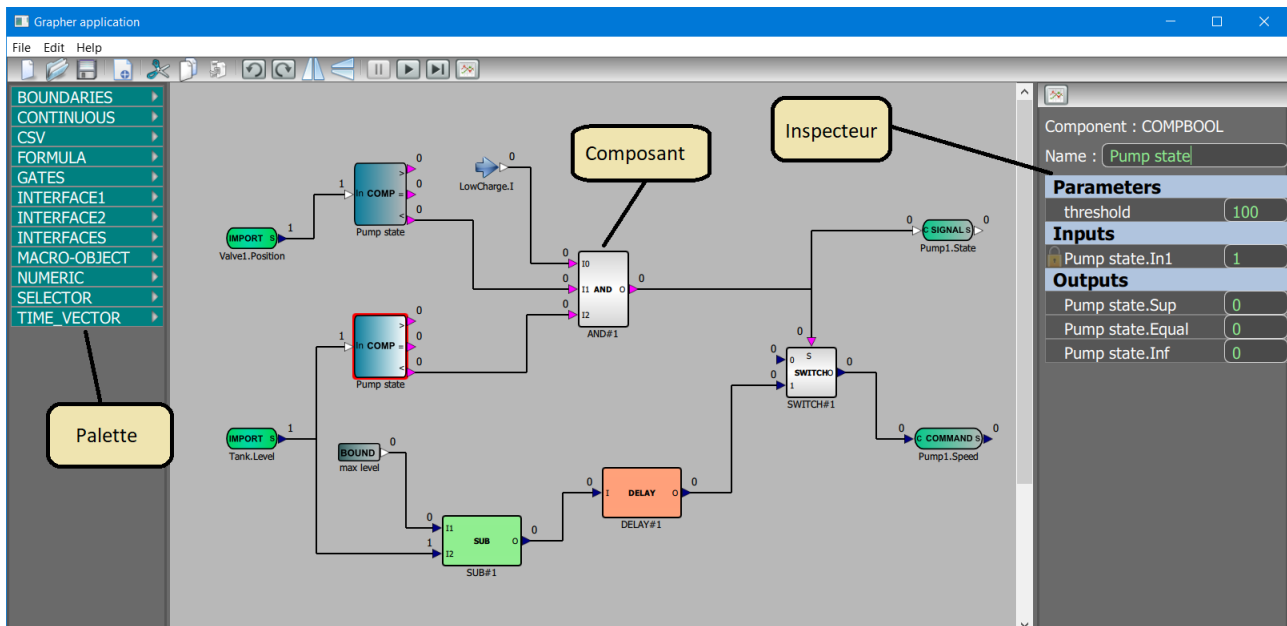 Grapher application
File Edit Help
BOUNDARIES
CONTINUOUS
CSV
FORMULA
GATES
INTERFACE1
INTERFACE2
INTERFACES
MACRO-OBJECT
NUMERIC
SELECTOR
TIME_VECTOR
Palette
Composant
Inspecteur
IMPORT S
1
Valve1.Position
1
In COMP =
>
<
0
0
0
Pump state
0
LowCharge.I
0
I0
0
I1 AND O
0
0
I2
AND#1
0
C SIGNAL S
0
Pump1.State
1
In COMP =
>
<
0
0
0
Pump state
IMPORT S
1
Tank.Level
BOUND
0
max level
0
I1
SUB O
0
1
I2
SUB#1
0
I DELAY O
0
DELAY#1
0
S
0
0
SWITCH O
0
0
1
SWITCH#1
0
C COMMAND S
0
Pump1.Speed
Component : COMPBOOL
Name : Pump state
Parameters
threshold 100
Inputs
Pump state.In1 1
Outputs
Pump state.Sup 0
Pump state.Equal 0
Pump state.Inf 0